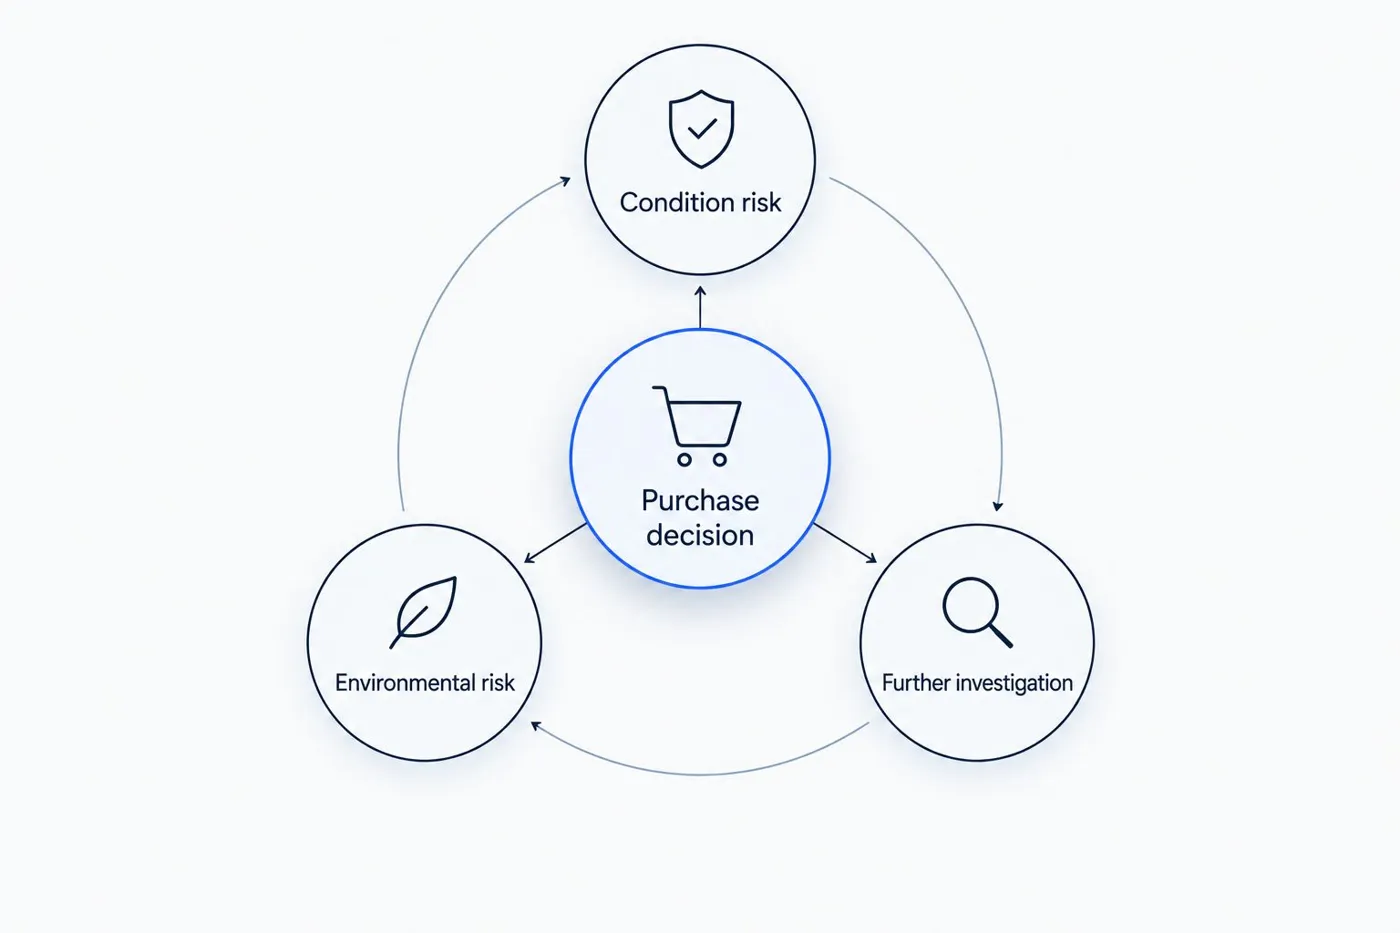 Condition risk
Purchase
decision
Environmental risk
Further investigation